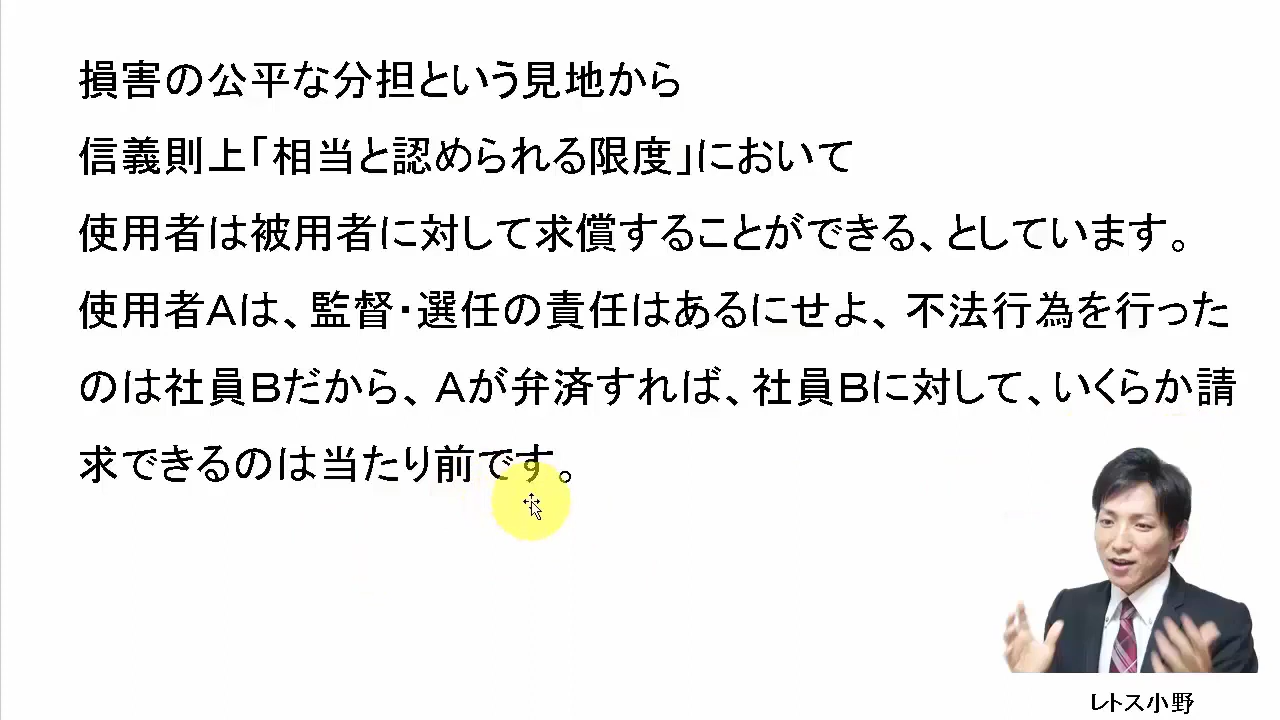 損害の公平な分担という見地から
信義則上「相当と認められる限度」において
使用者は被用者に対して求償することができる、としています。
使用者Ａは、監督・選任の責任はあるにせよ、不法行為を行った
のは社員Ｂだから、Ａが弁済すれば、社員Ｂに対して、いくらか請
求できるのは当たり前です。
レトス小野